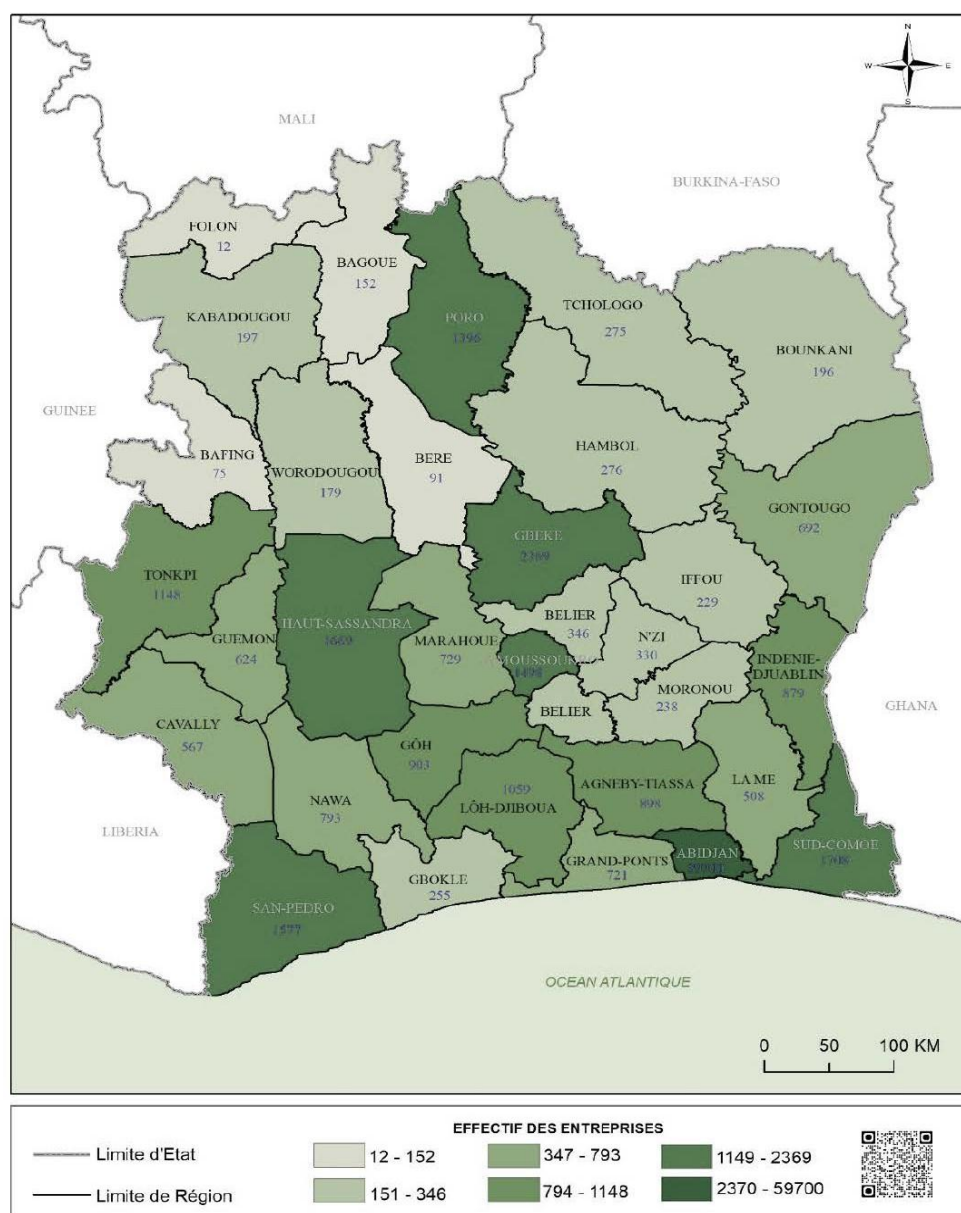 N
W E
S
MALI
BURKINA-FASO
FOLON
12
BAGOUE
152
PORO
1396
TCHOLOGO
275
KABADOUGOU
197
BOUNKANI
196
GUINEE
BAFING
75
WORODOUGOU
179
BERE
91
HAMBOL
276
GONTOUGO
692
GBEKE
2369
TONKPI
1148
IFFOU
229
HAUT-SASSANDRA
1669
GUEMON
624
MARAHOUE
729
BELIER
346
N'ZI
330
INDENIE-
DJUABLIN
879
MORONOU
238
BELIER
GHANA
CAVALLY
567
GÔH
903
NAWA
793
1059
LÔH-DJIBOUA
AGNEBY-TIASSA
898
LA ME
508
LIBERIA
ABIDJAN
SUD-COMOE
1708
GRAND-PONTS
721
GBOKLE
255
SAN-PEDRO
1577
OCEAN ATLANTIQUE
0 50 100 KM
EFFECTIF DES ENTREPRISES
Limite d'Etat
Limite de Région
12 - 152
151 - 346
347 - 793
794 - 1148
1149 - 2369
2370 - 59700